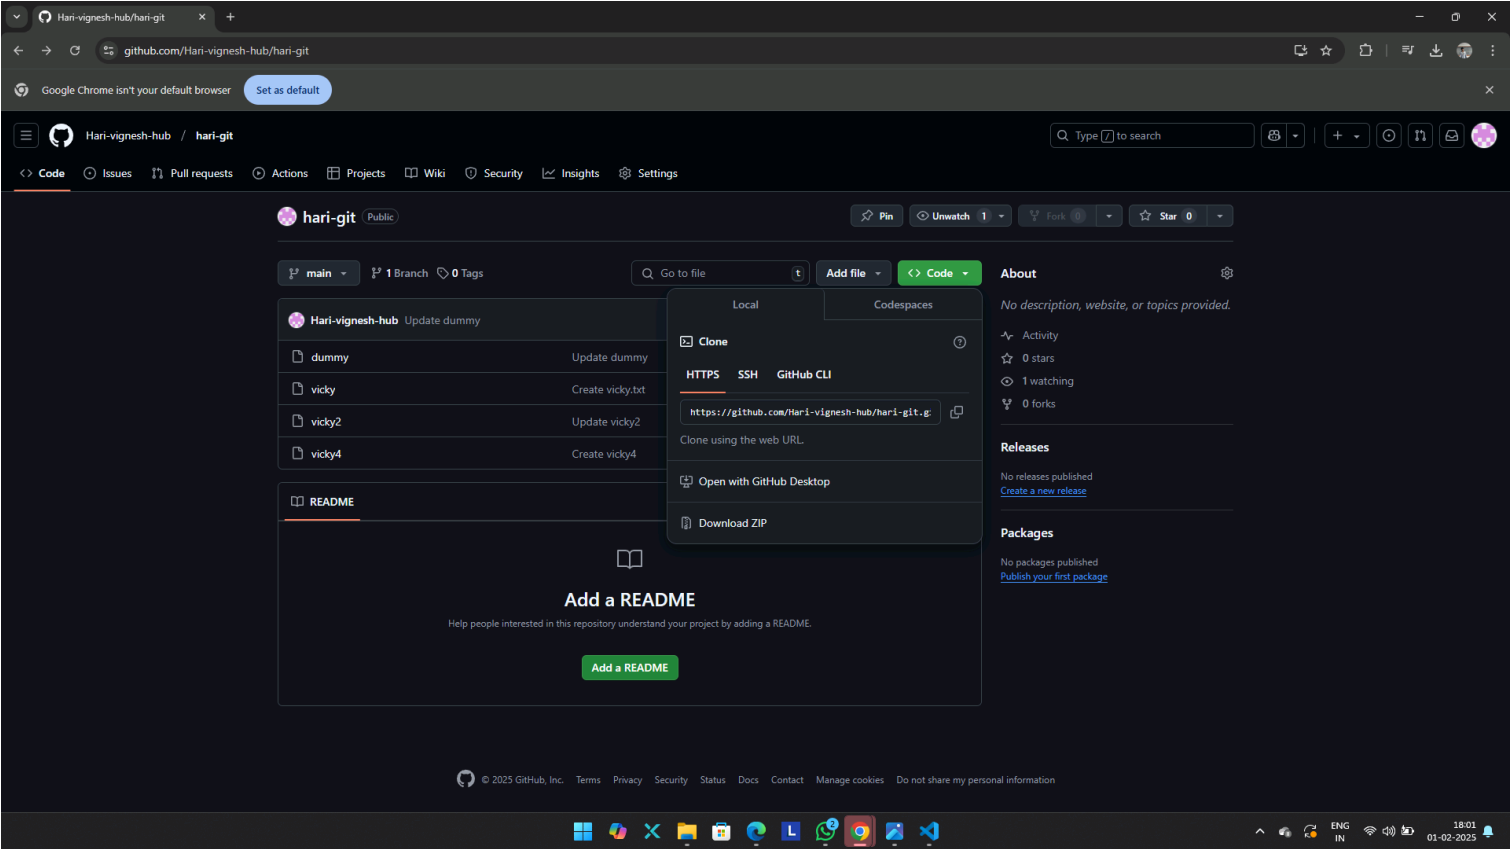 Hari-vignesh-hub/hari-git
github.com/Hari-vignesh-hub/hari-git
Google Chrome isn't your default browser Set as default
Hari-vignesh-hub / hari-git Type / to search
Code Issues Pull requests Actions Projects Wiki Security Insights Settings
hari-git Public Pin Unwatch 1 Fork 0 Star 0
main 1 Branch 0 Tags Go to file t Add file Code About
Local Codespaces
No description, website, or topics provided.
Hari-vignesh-hub Update dummy
Clone
Activity
dummy Update dummy
0 stars
HTTPS SSH GitHub CLI
1 watching
vicky Create vicky.txt
0 forks
https://github.com/Hari-vignesh-hub/hari-git.g
vicky2 Update vicky2
Clone using the web URL.
Releases
vicky4 Create vicky4
No releases published
Open with GitHub Desktop
Create a new release
README
Download ZIP
Packages
No packages published
Publish your first package
Add a README
Help people interested in this repository understand your project by adding a README.
Add a README
© 2025 GitHub, Inc. Terms Privacy Security Status Docs Contact Manage cookies Do not share my personal information
L 2 ENG 18:01
IN 01-02-2025